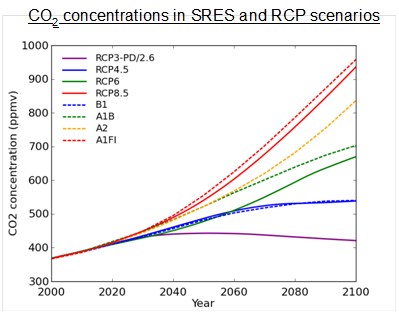 CO2 concentrations in SRES and RCP scenarios
1000
900
800
700
600
500
400
300
CO2 concentration (ppmv)
RCP3-PD/2.6
RCP4.5
RCP6
RCP8.5
B1
A1B
A2
A1FI
2000 2020 2040 2060 2080 2100
Year